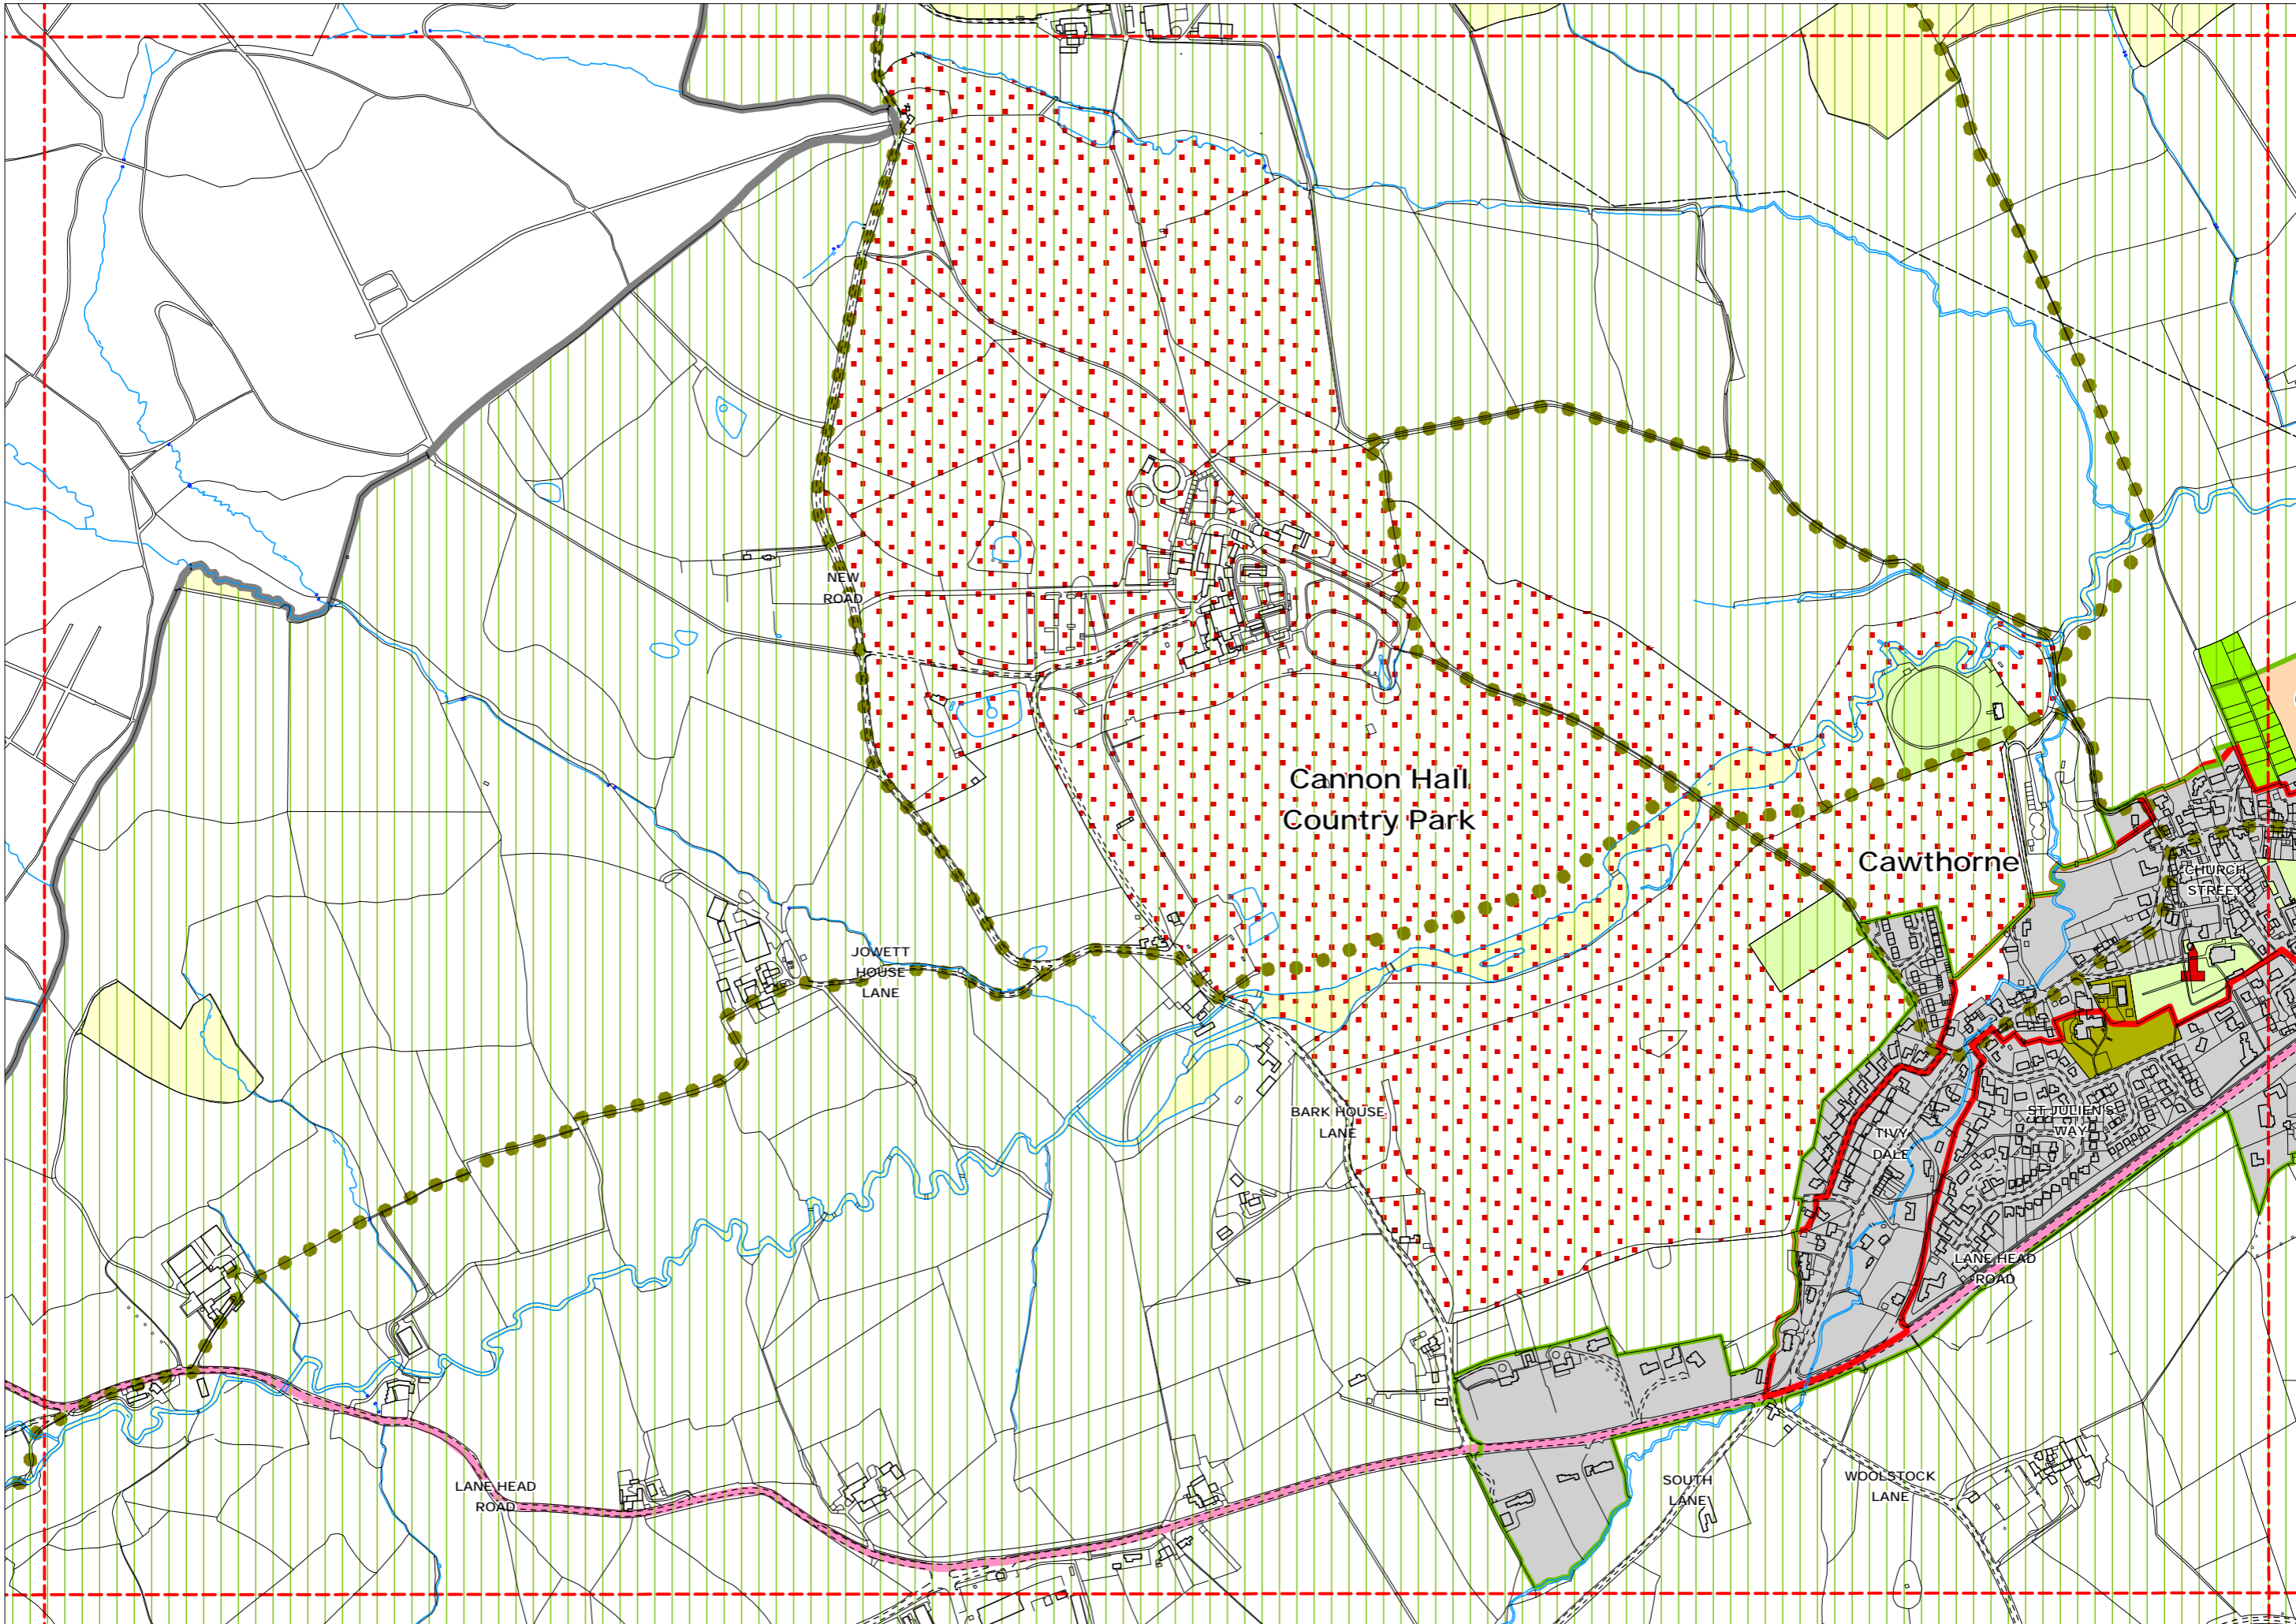 NEW
ROAD
Cannon Hall
Country Park
Cawthorne
CHURCH
STREET
JOWETT
HOUSE
LANE
BARK HOUSE
LANE
ST JULIEN'S
WAY
TIVY
DALE
LANE HEAD
ROAD
LANE HEAD
ROAD
SOUTH
LANE
WOOLSTOCK
LANE